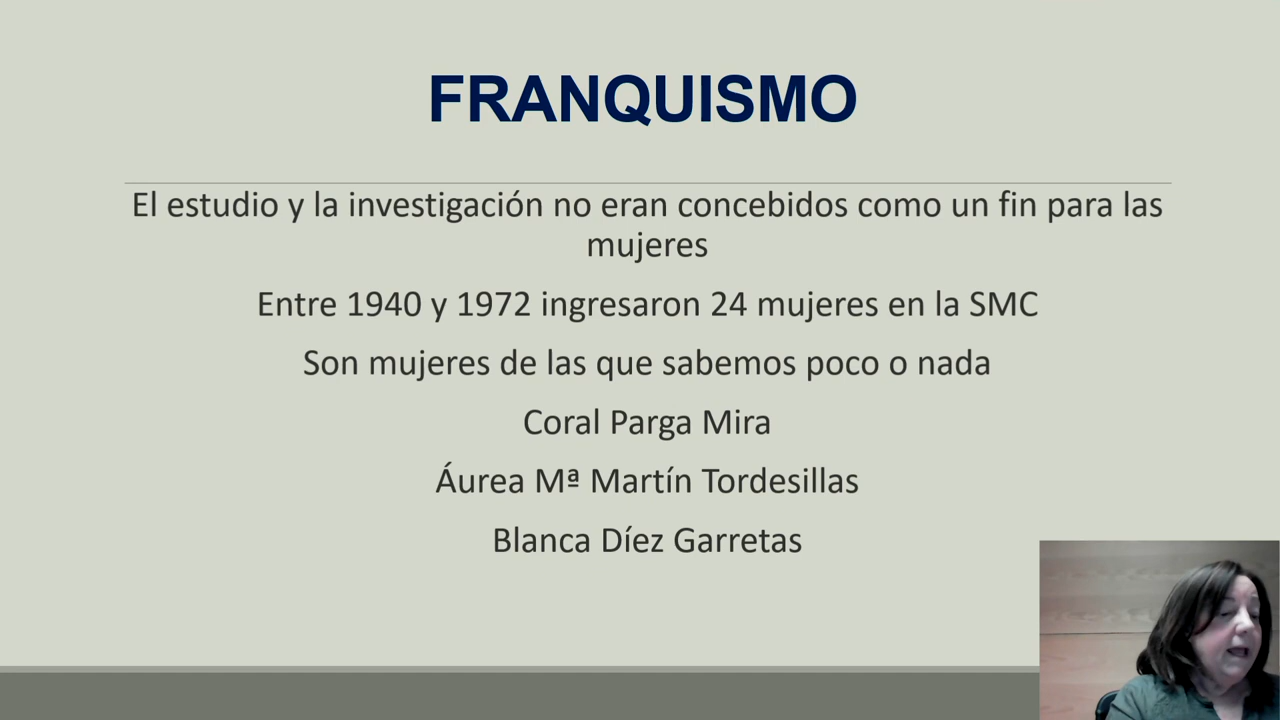 FRANQUISMO
El estudio y la investigación no eran concebidos como un fin para las
mujeres
Entre 1940 y 1972 ingresaron 24 mujeres en la SMC
Son mujeres de las que sabemos poco o nada
Coral Parga Mira
Áurea Mª Martín Tordesillas
Blanca Díez Garretas